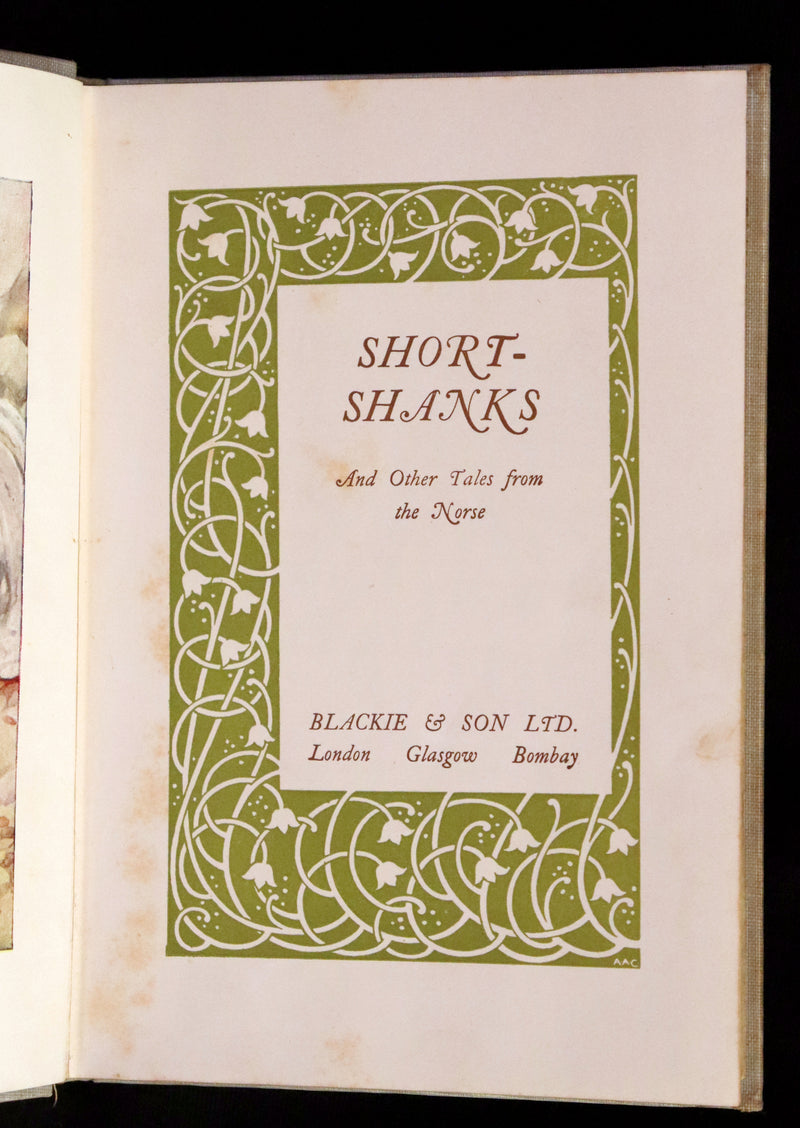 SHORT-
SHANKS
And Other Tales from
the Norse
BLACKIE & SON LTD.
London Glasgow Bombay
AAC